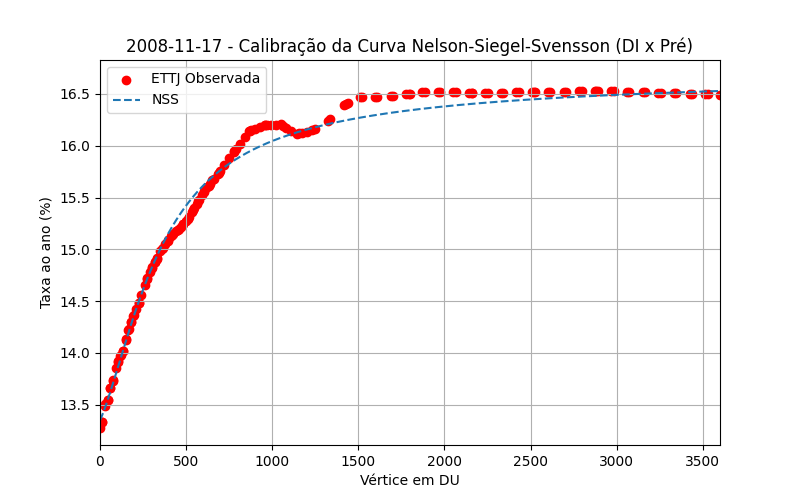 2008-11-17 - Calibração da Curva Nelson-Siegel-Svensson (DI x Pré)
ETTJ Observada
NSS
Taxa ao ano (%)
16.5
16.0
15.5
15.0
14.5
14.0
13.5
0 500 1000 1500 2000 2500 3000 3500
Vértice em DU